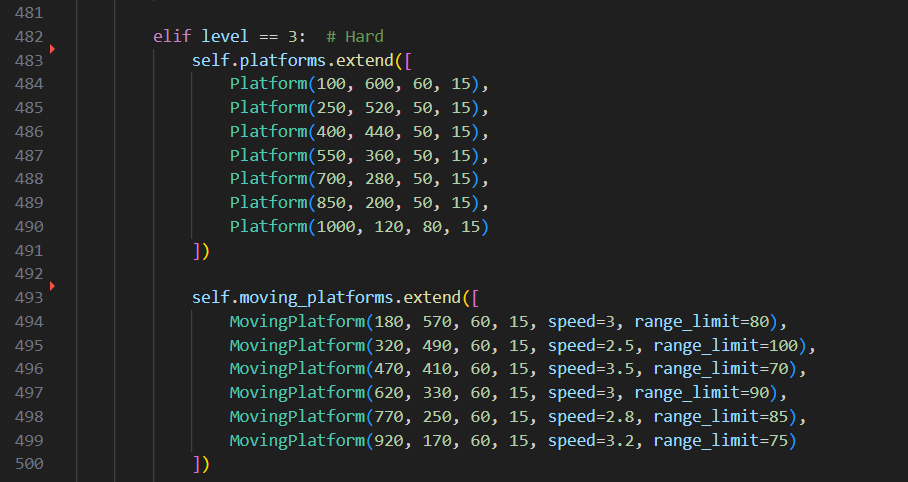 481
482 elif level == 3:  # Hard
483 self.platforms.extend([
484 Platform(100, 600, 60, 15),
485 Platform(250, 520, 50, 15),
486 Platform(400, 440, 50, 15),
487 Platform(550, 360, 50, 15),
488 Platform(700, 280, 50, 15),
489 Platform(850, 200, 50, 15),
490 Platform(1000, 120, 80, 15)
491 ])
492
493 self.moving_platforms.extend([
494 MovingPlatform(180, 570, 60, 15, speed=3, range_limit=80),
495 MovingPlatform(320, 490, 60, 15, speed=2.5, range_limit=100),
496 MovingPlatform(470, 410, 60, 15, speed=3.5, range_limit=70),
497 MovingPlatform(620, 330, 60, 15, speed=3, range_limit=90),
498 MovingPlatform(770, 250, 60, 15, speed=2.8, range_limit=85),
499 MovingPlatform(920, 170, 60, 15, speed=3.2, range_limit=75)
500 ])